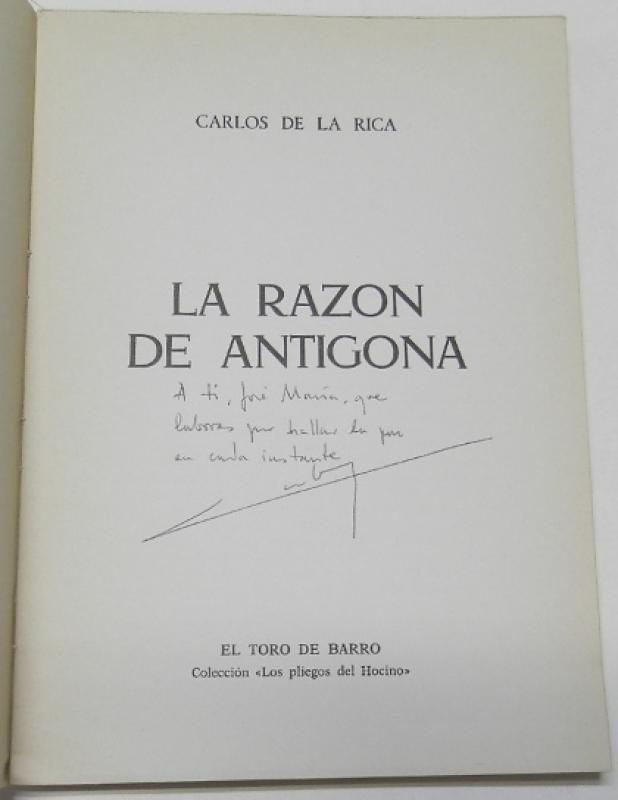 CARLOS DE LA RICA
LA RAZON
DE ANTIGONA
A ti, José María, que
laboras por hallar la paz
en cada instante
EL TORO DE BARRO
Colección «Los pliegos del Hocino»